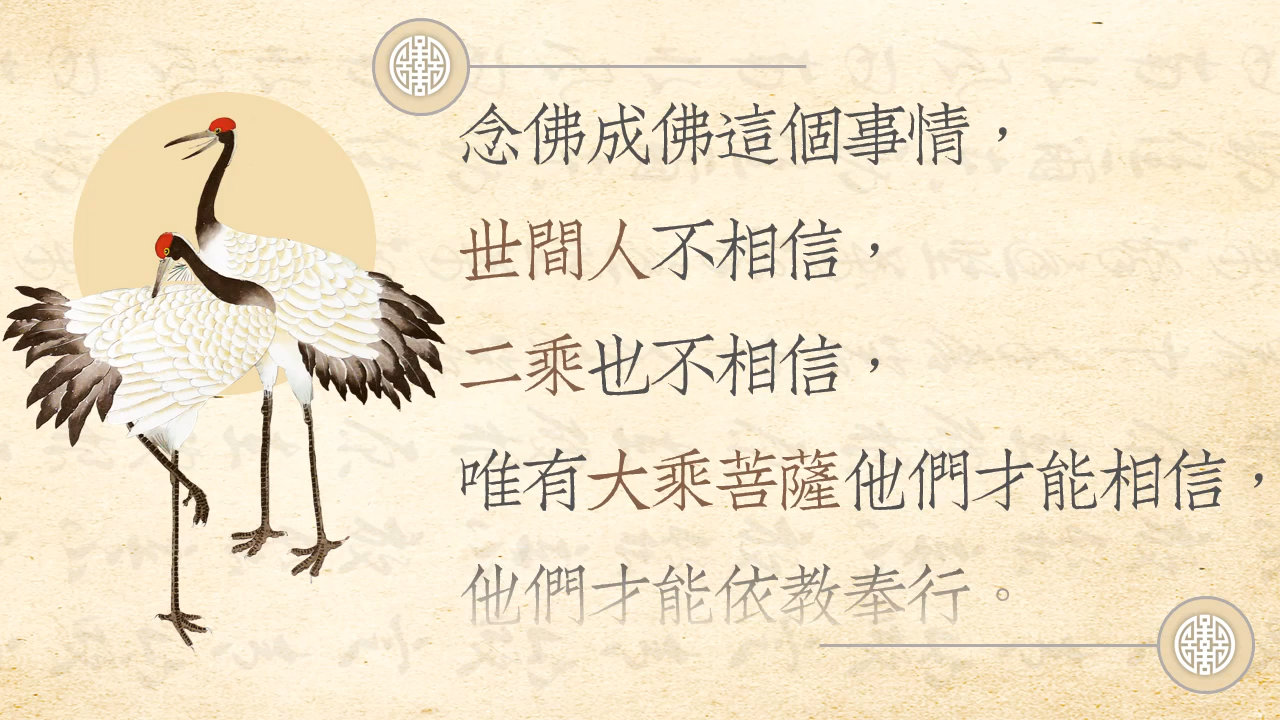 念佛成佛這個事情，
世間人不相信，
二乘也不相信，
唯有大乘菩薩他們才能相信，
他們才能依教奉行。